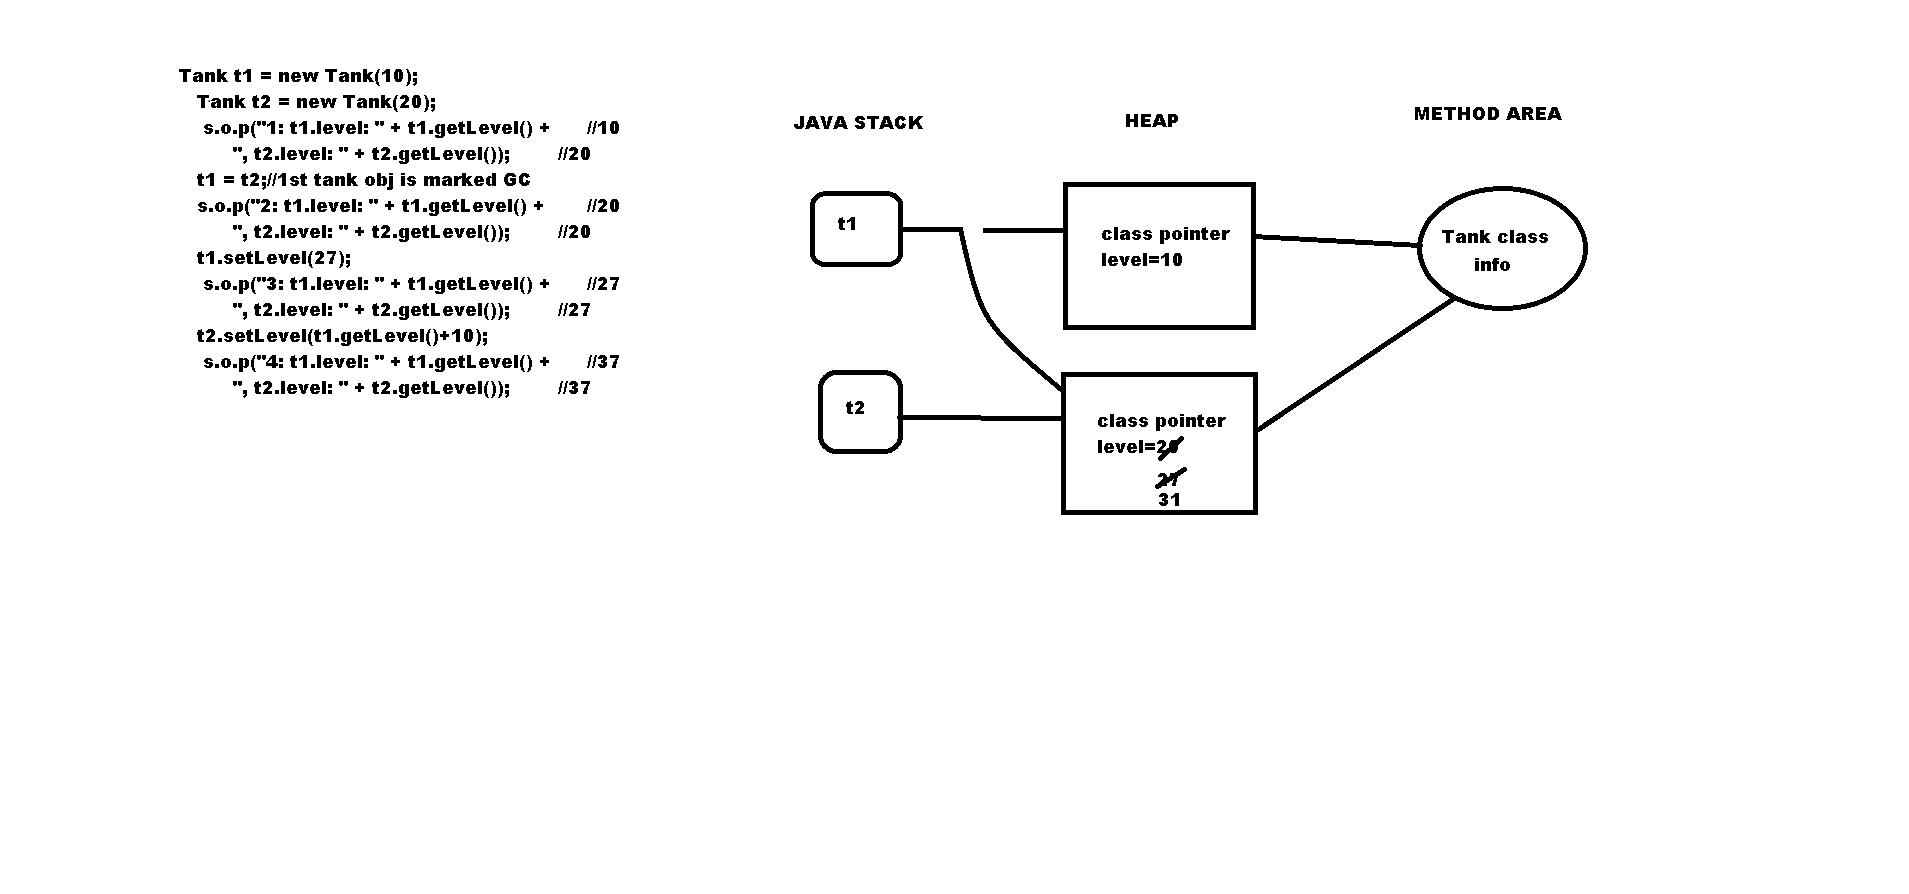 Tank t1 = new Tank(10);
Tank t2 = new Tank(20);
s.o.p("1: t1.level: " + t1.getLevel() + //10
", t2.level: " + t2.getLevel()); //20
t1 = t2;//1st tank obj is marked GC
s.o.p("2: t1.level: " + t1.getLevel() + //20
", t2.level: " + t2.getLevel()); //20
t1.setLevel(27);
s.o.p("3: t1.level: " + t1.getLevel() + //27
", t2.level: " + t2.getLevel()); //27
t2.setLevel(t1.getLevel()+10);
s.o.p("4: t1.level: " + t1.getLevel() + //37
", t2.level: " + t2.getLevel()); //37
JAVA STACK
HEAP
METHOD AREA
t1
class pointer
level=10
Tank class
info
t2
class pointer
level=20
27
31